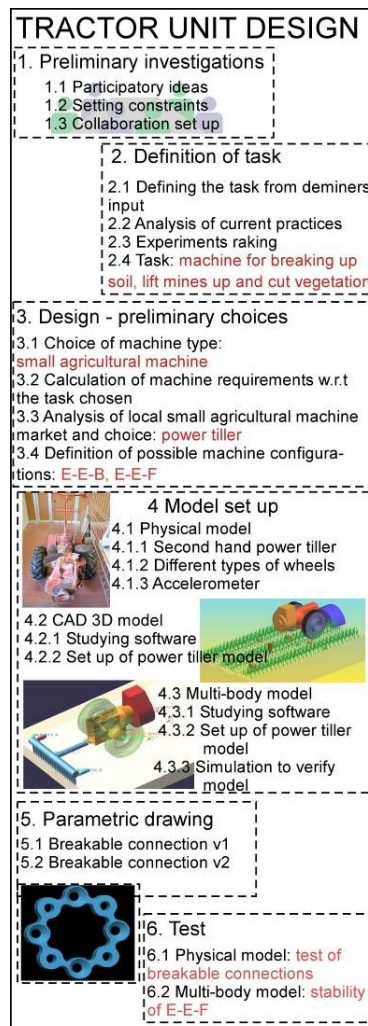 TRACTOR UNIT DESIGN
1. Preliminary investigations
1.1 Participatory ideas
1.2 Setting constraints
1.3 Collaboration set up
2. Definition of task
2.1 Defining the task from deminers
input
2.2 Analysis of current practices
2.3 Experiments raking
2.4 Task: machine for breaking up
soil, lift mines up and cut vegetation
3. Design - preliminary choices
3.1 Choice of machine type:
small agricultural machine
3.2 Calculation of machine requirements w.r.t
the task chosen
3.3 Analysis of local small agricultural machine
market and choice: power tiller
3.4 Definition of possible machine configura-
tions: E-E-B, E-E-F
4 Model set up
4.1 Physical model
4.1.1 Second hand power tiller
4.1.2 Different types of wheels
4.1.3 Accelerometer
4.2 CAD 3D model
4.2.1 Studying software
4.2.2 Set up of power tiller model
4.3 Multi-body model
4.3.1 Studying software
4.3.2 Set up of power tiller
model
4.3.3 Simulation to verify
model
5. Parametric drawing
5.1 Breakable connection v1
5.2 Breakable connection v2
6. Test
6.1 Physical model: test of
breakable connections
6.2 Multi-body model: stability
of E-E-F